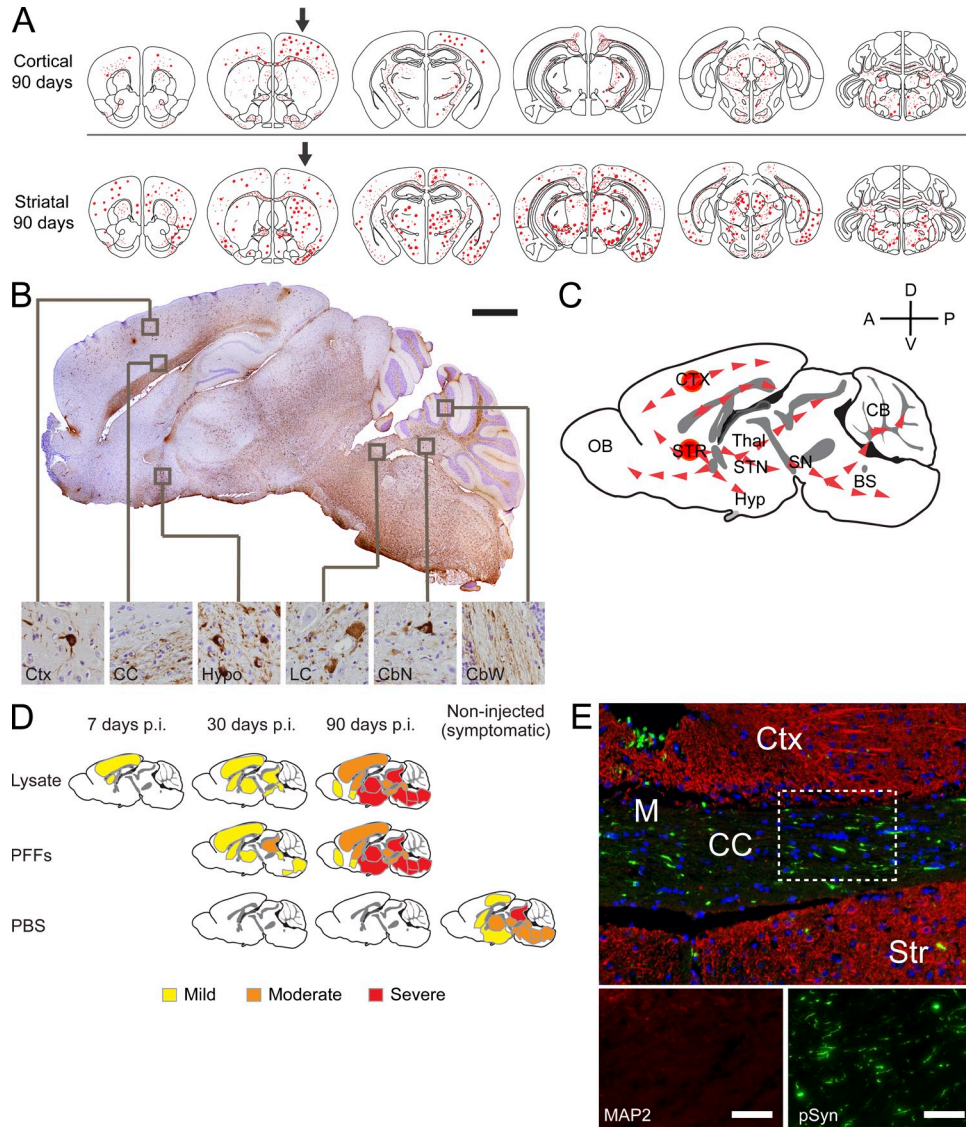 A
Cortical
90 days
Striatal
90 days
B
Ctx
CC
Hypo
LC
CbN
CbW
C
D
A
P
V
CTX
CB
OB
STR
Thal
STN
SN
BS
Hyp
D
7 days p.i.
30 days p.i.
90 days p.i.
Non-injected
(symptomatic)
Lysate
PFFs
PBS
Mild
Moderate
Severe
E
Ctx
M
CC
Str
MAP2
pSyn